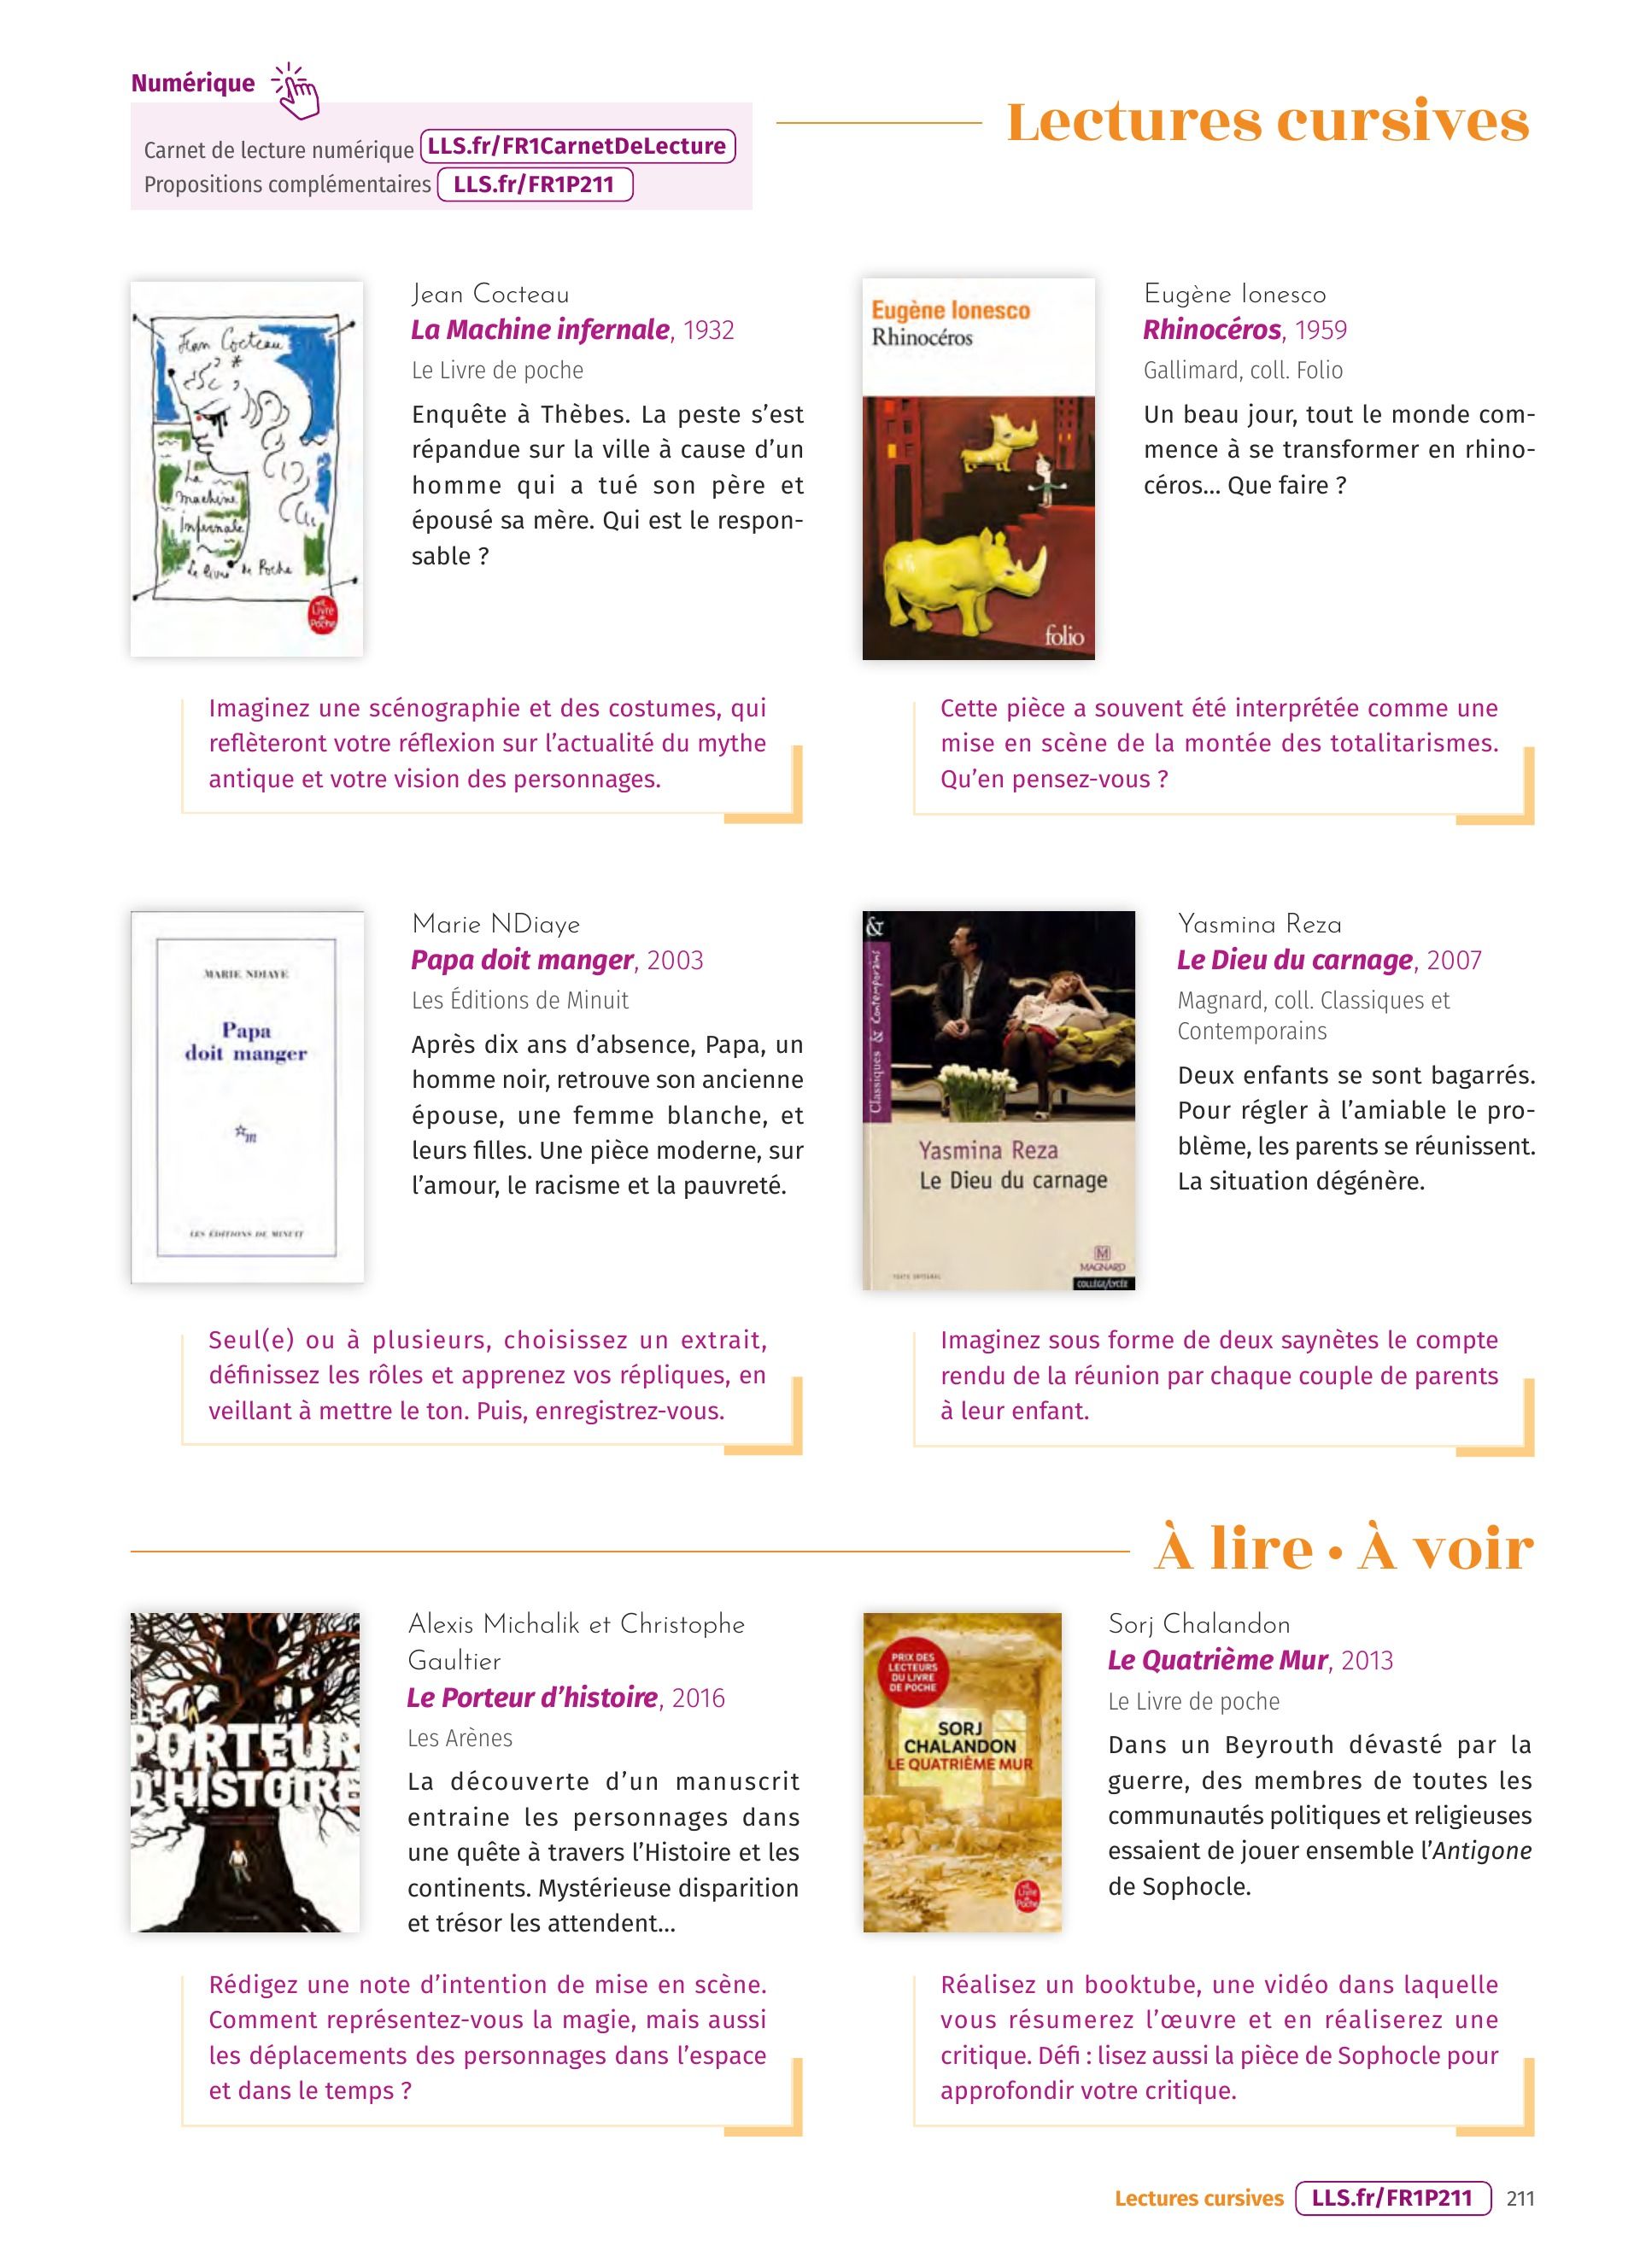 Numérique
Carnet de lecture numérique LLS.fr/FR1CarnetDeLecture
Propositions complémentaires LLS.fr/FR1P211
Lectures cursives
Jean Cocteau
La Machine Infernale
Le livre de Poche
Le Livre de Poche
Jean Cocteau
La Machine infernale, 1932
Le Livre de poche
Enquête à Thèbes. La peste s’est
répandue sur la ville à cause d’un
homme qui a tué son père et
épousé sa mère. Qui est le respon-
sable ?
Imaginez une scénographie et des costumes, qui
reflèteront votre réflexion sur l’actualité du mythe
antique et votre vision des personnages.
Eugène Ionesco
Rhinocéros
folio
Eugène Ionesco
Rhinocéros, 1959
Gallimard, coll. Folio
Un beau jour, tout le monde com-
mence à se transformer en rhino-
céros... Que faire ?
Cette pièce a souvent été interprétée comme une
mise en scène de la montée des totalitarismes.
Qu’en pensez-vous ?
MARIE NDIAYE
Papa
doit manger
m
LES ÉDITIONS DE MINUIT
Marie NDiaye
Papa doit manger, 2003
Les Éditions de Minuit
Après dix ans d’absence, Papa, un
homme noir, retrouve son ancienne
épouse, une femme blanche, et
leurs filles. Une pièce moderne, sur
l’amour, le racisme et la pauvreté.
Seul(e) ou à plusieurs, choisissez un extrait,
définissez les rôles et apprenez vos répliques, en
veillant à mettre le ton. Puis, enregistrez-vous.
&
Classiques & Contemporains
Yasmina Reza
Le Dieu du carnage
TEXTE INTÉGRAL
M
MAGNARD
COLLÈGE/LYCÉE
Yasmina Reza
Le Dieu du carnage, 2007
Magnard, coll. Classiques et
Contemporains
Deux enfants se sont bagarrés.
Pour régler à l’amiable le pro-
blème, les parents se réunissent.
La situation dégénère.
Imaginez sous forme de deux saynètes le compte
rendu de la réunion par chaque couple de parents
à leur enfant.
À lire • À voir
LE
PORTEUR
D'HISTOIRE
Alexis Michalik et Christophe
Gaultier
Le Porteur d’histoire, 2016
Les Arènes
La découverte d’un manuscrit
entraine les personnages dans
une quête à travers l’Histoire et les
continents. Mystérieuse disparition
et trésor les attendent...
Rédigez une note d’intention de mise en scène.
Comment représentez-vous la magie, mais aussi
les déplacements des personnages dans l’espace
et dans le temps ?
PRIX DES
LECTEURS
DU LIVRE
DE POCHE
SORJ
CHALANDON
LE QUATRIÈME MUR
Le Livre de Poche
Sorj Chalandon
Le Quatrième Mur, 2013
Le Livre de poche
Dans un Beyrouth dévasté par la
guerre, des membres de toutes les
communautés politiques et religieuses
essaient de jouer ensemble l’Antigone
de Sophocle.
Réalisez un booktube, une vidéo dans laquelle
vous résumerez l’œuvre et en réaliserez une
critique. Défi : lisez aussi la pièce de Sophocle pour
approfondir votre critique.
Lectures cursives LLS.fr/FR1P211 211